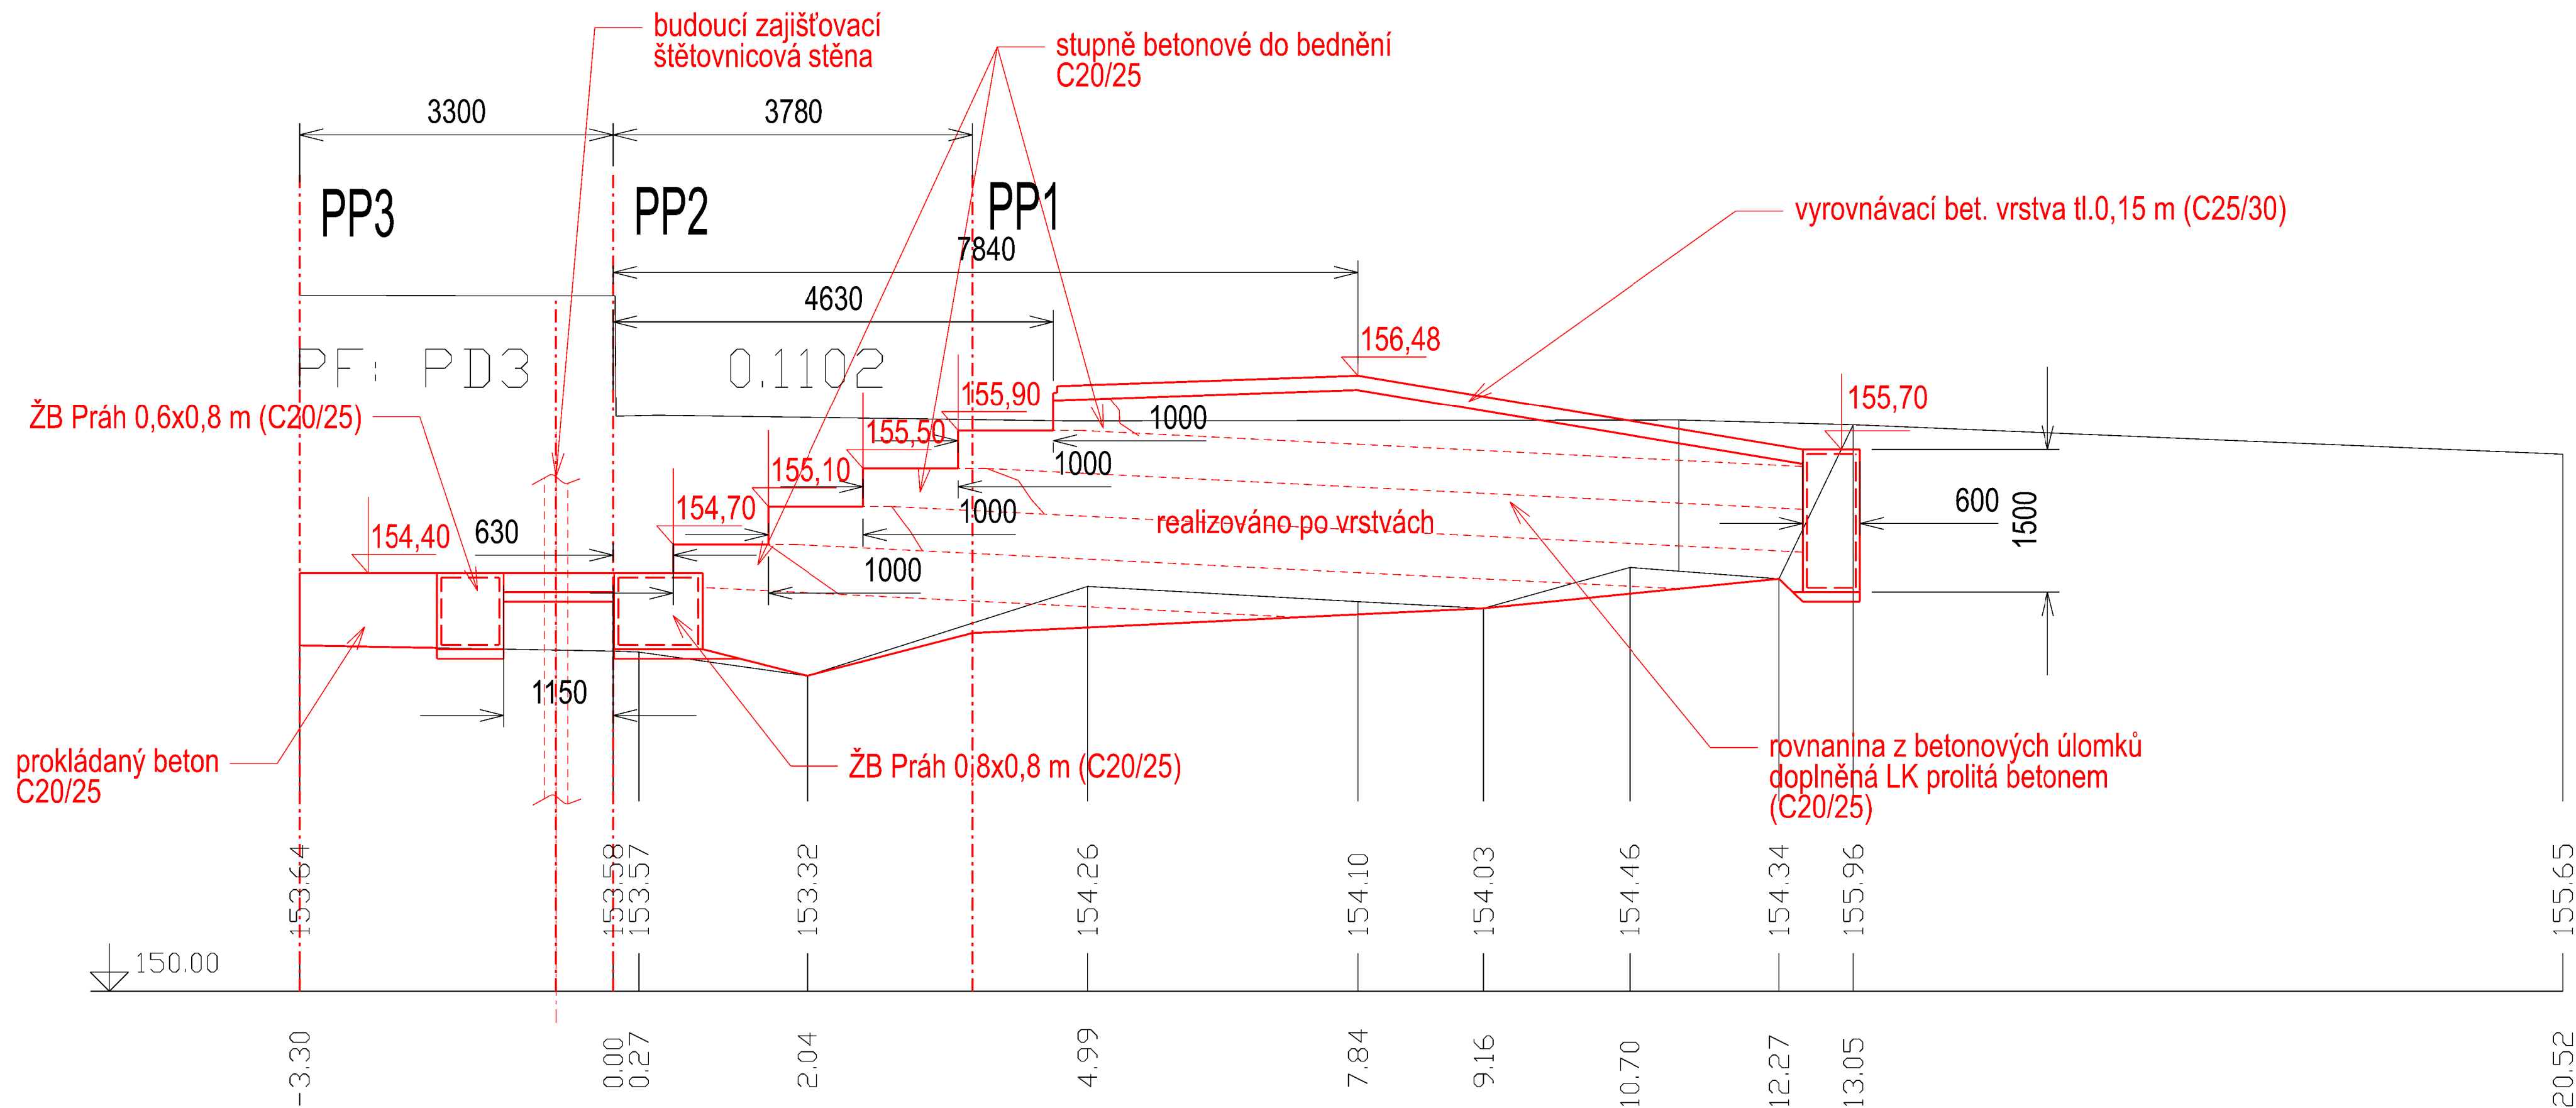 budoucí zajišťovací
štětovnicová stěna
stupně betonové do bednění
C20/25
3300
3780
PP3
PP2
PP1
vyrovnávací bet. vrstva tl.0,15 m (C25/30)
7840
4630
156,48
PF: PD3
0.1102
155,90
155,70
ŽB Práh 0,6x0,8 m (C20/25)
1000
155,50
1000
155,10
154,70
1000
600
1500
realizováno po vrstvách
154,40
630
1000
1150
prokládaný beton
C20/25
ŽB Práh 0,8x0,8 m (C20/25)
rovnanina z betonových úlomků
doplněná LK prolitá betonem
(C20/25)
153.64
153.58
153.57
153.32
154.26
154.10
154.03
154.46
154.34
155.96
155.65
150.00
-3.30
0.00
0.27
2.04
4.99
7.84
9.16
10.70
12.27
13.05
20.52